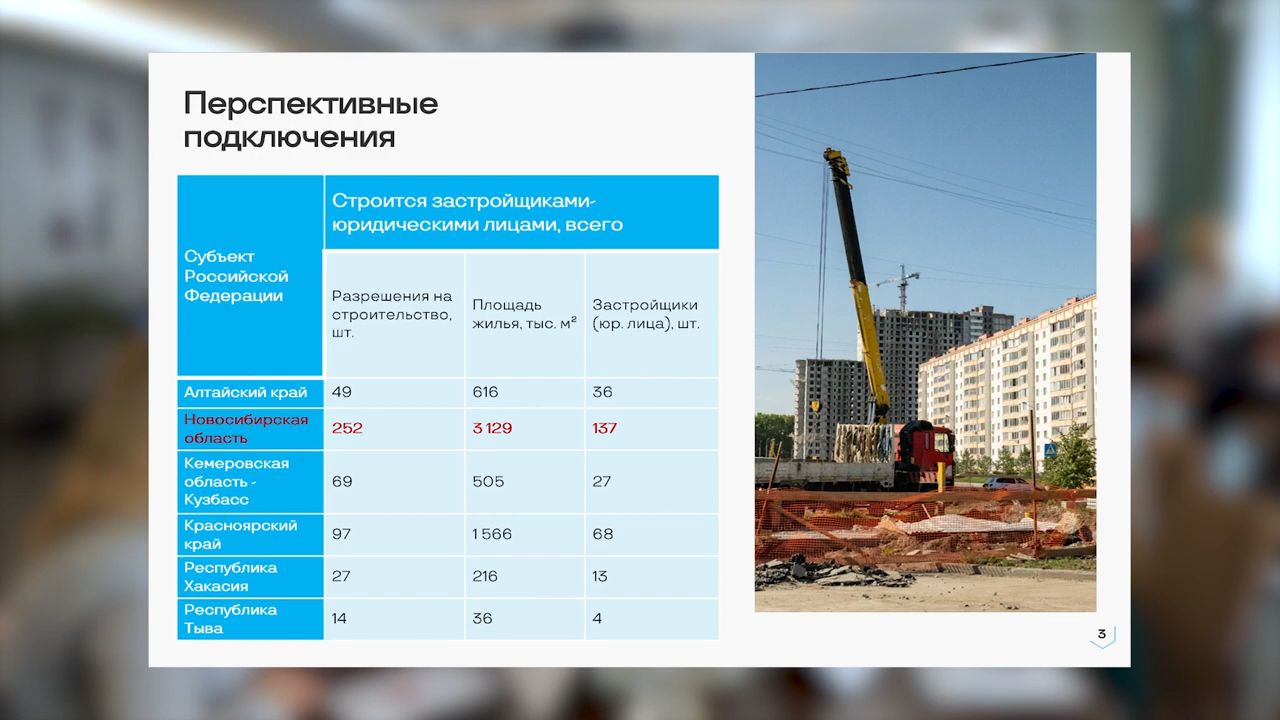 Перспективные
подключения
Субъект
Российской
Федерации
Строится застройщиками-
юридическими лицами, всего
Разрешения на
строительство,
шт.
Площадь
жилья, тыс. м²
Застройщики
(юр. лица), шт.
Алтайский край 49 616 36
Новосибирская
область 252 3 129 137
Кемеровская
область -
Кузбасс 69 505 27
Красноярский
край 97 1 566 68
Республика
Хакасия 27 216 13
Республика
Тыва 14 36 4
3